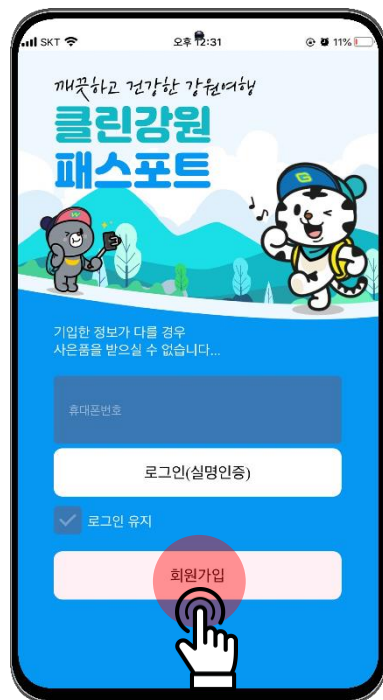 SKT 오후 12:31 11%
깨끗하고 건강한 강원여행
클린강원
패스포트
W
G
기입한 정보가 다를 경우
사은품을 받으실 수 없습니다...
휴대폰번호
로그인(실명인증)
로그인 유지
회원가입